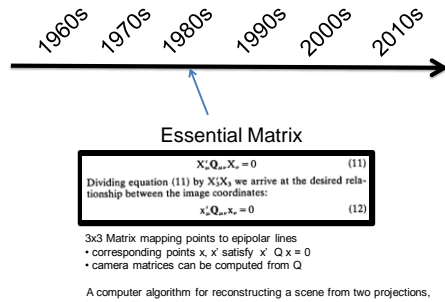 1960s 1970s 1980s 1990s 2000s 2010s
Essential Matrix
X'μQμνXν = 0 (11)
Dividing equation (11) by X'₃X₃ we arrive at the desired rela-
tionship between the image coordinates:
x'μQμνxν = 0 (12)
3x3 Matrix mapping points to epipolar lines
• corresponding points x, x' satisfy x' Q x = 0
• camera matrices can be computed from Q
A computer algorithm for reconstructing a scene from two projections,